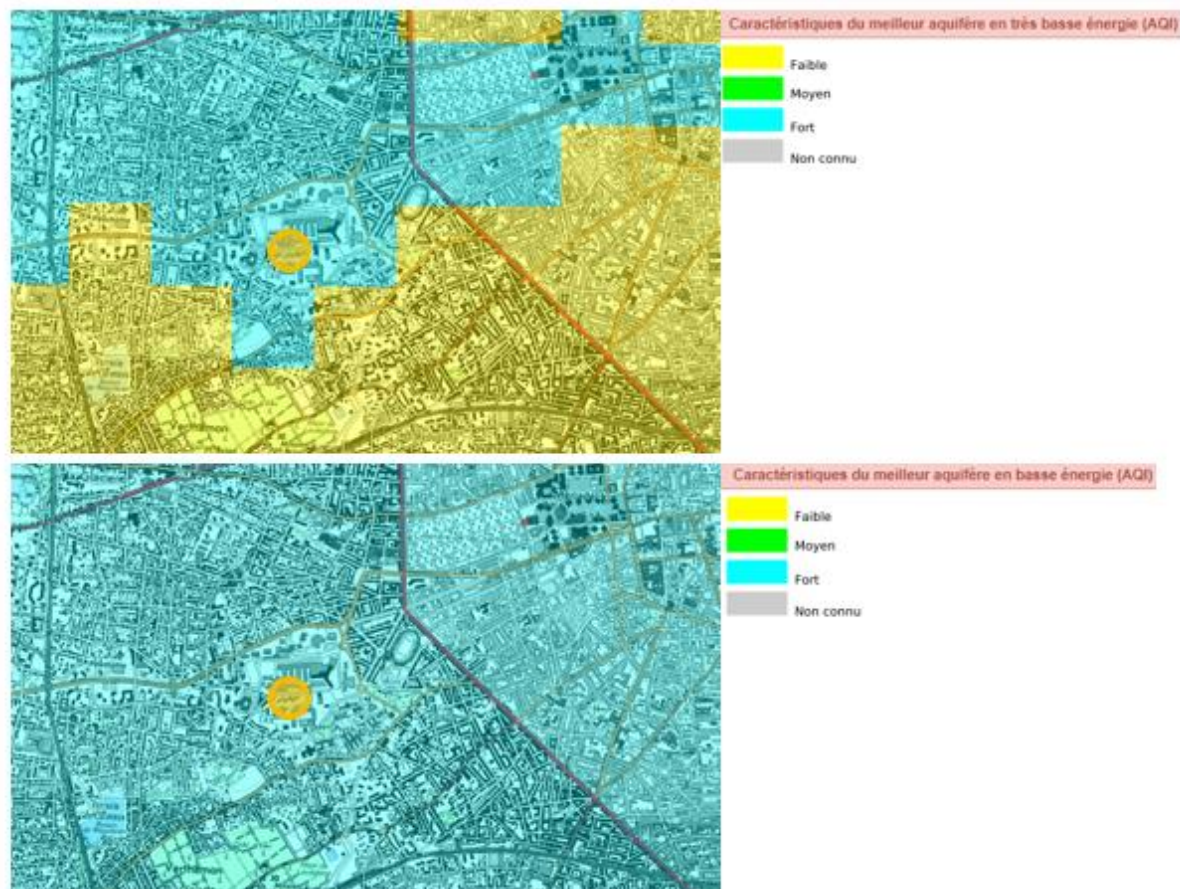 Caractéristiques du meilleur aquifère en très basse énergie (AQI)
Faible
Moyen
Fort
Non connu
Caractéristiques du meilleur aquifère en basse énergie (AQI)
Faible
Moyen
Fort
Non connu